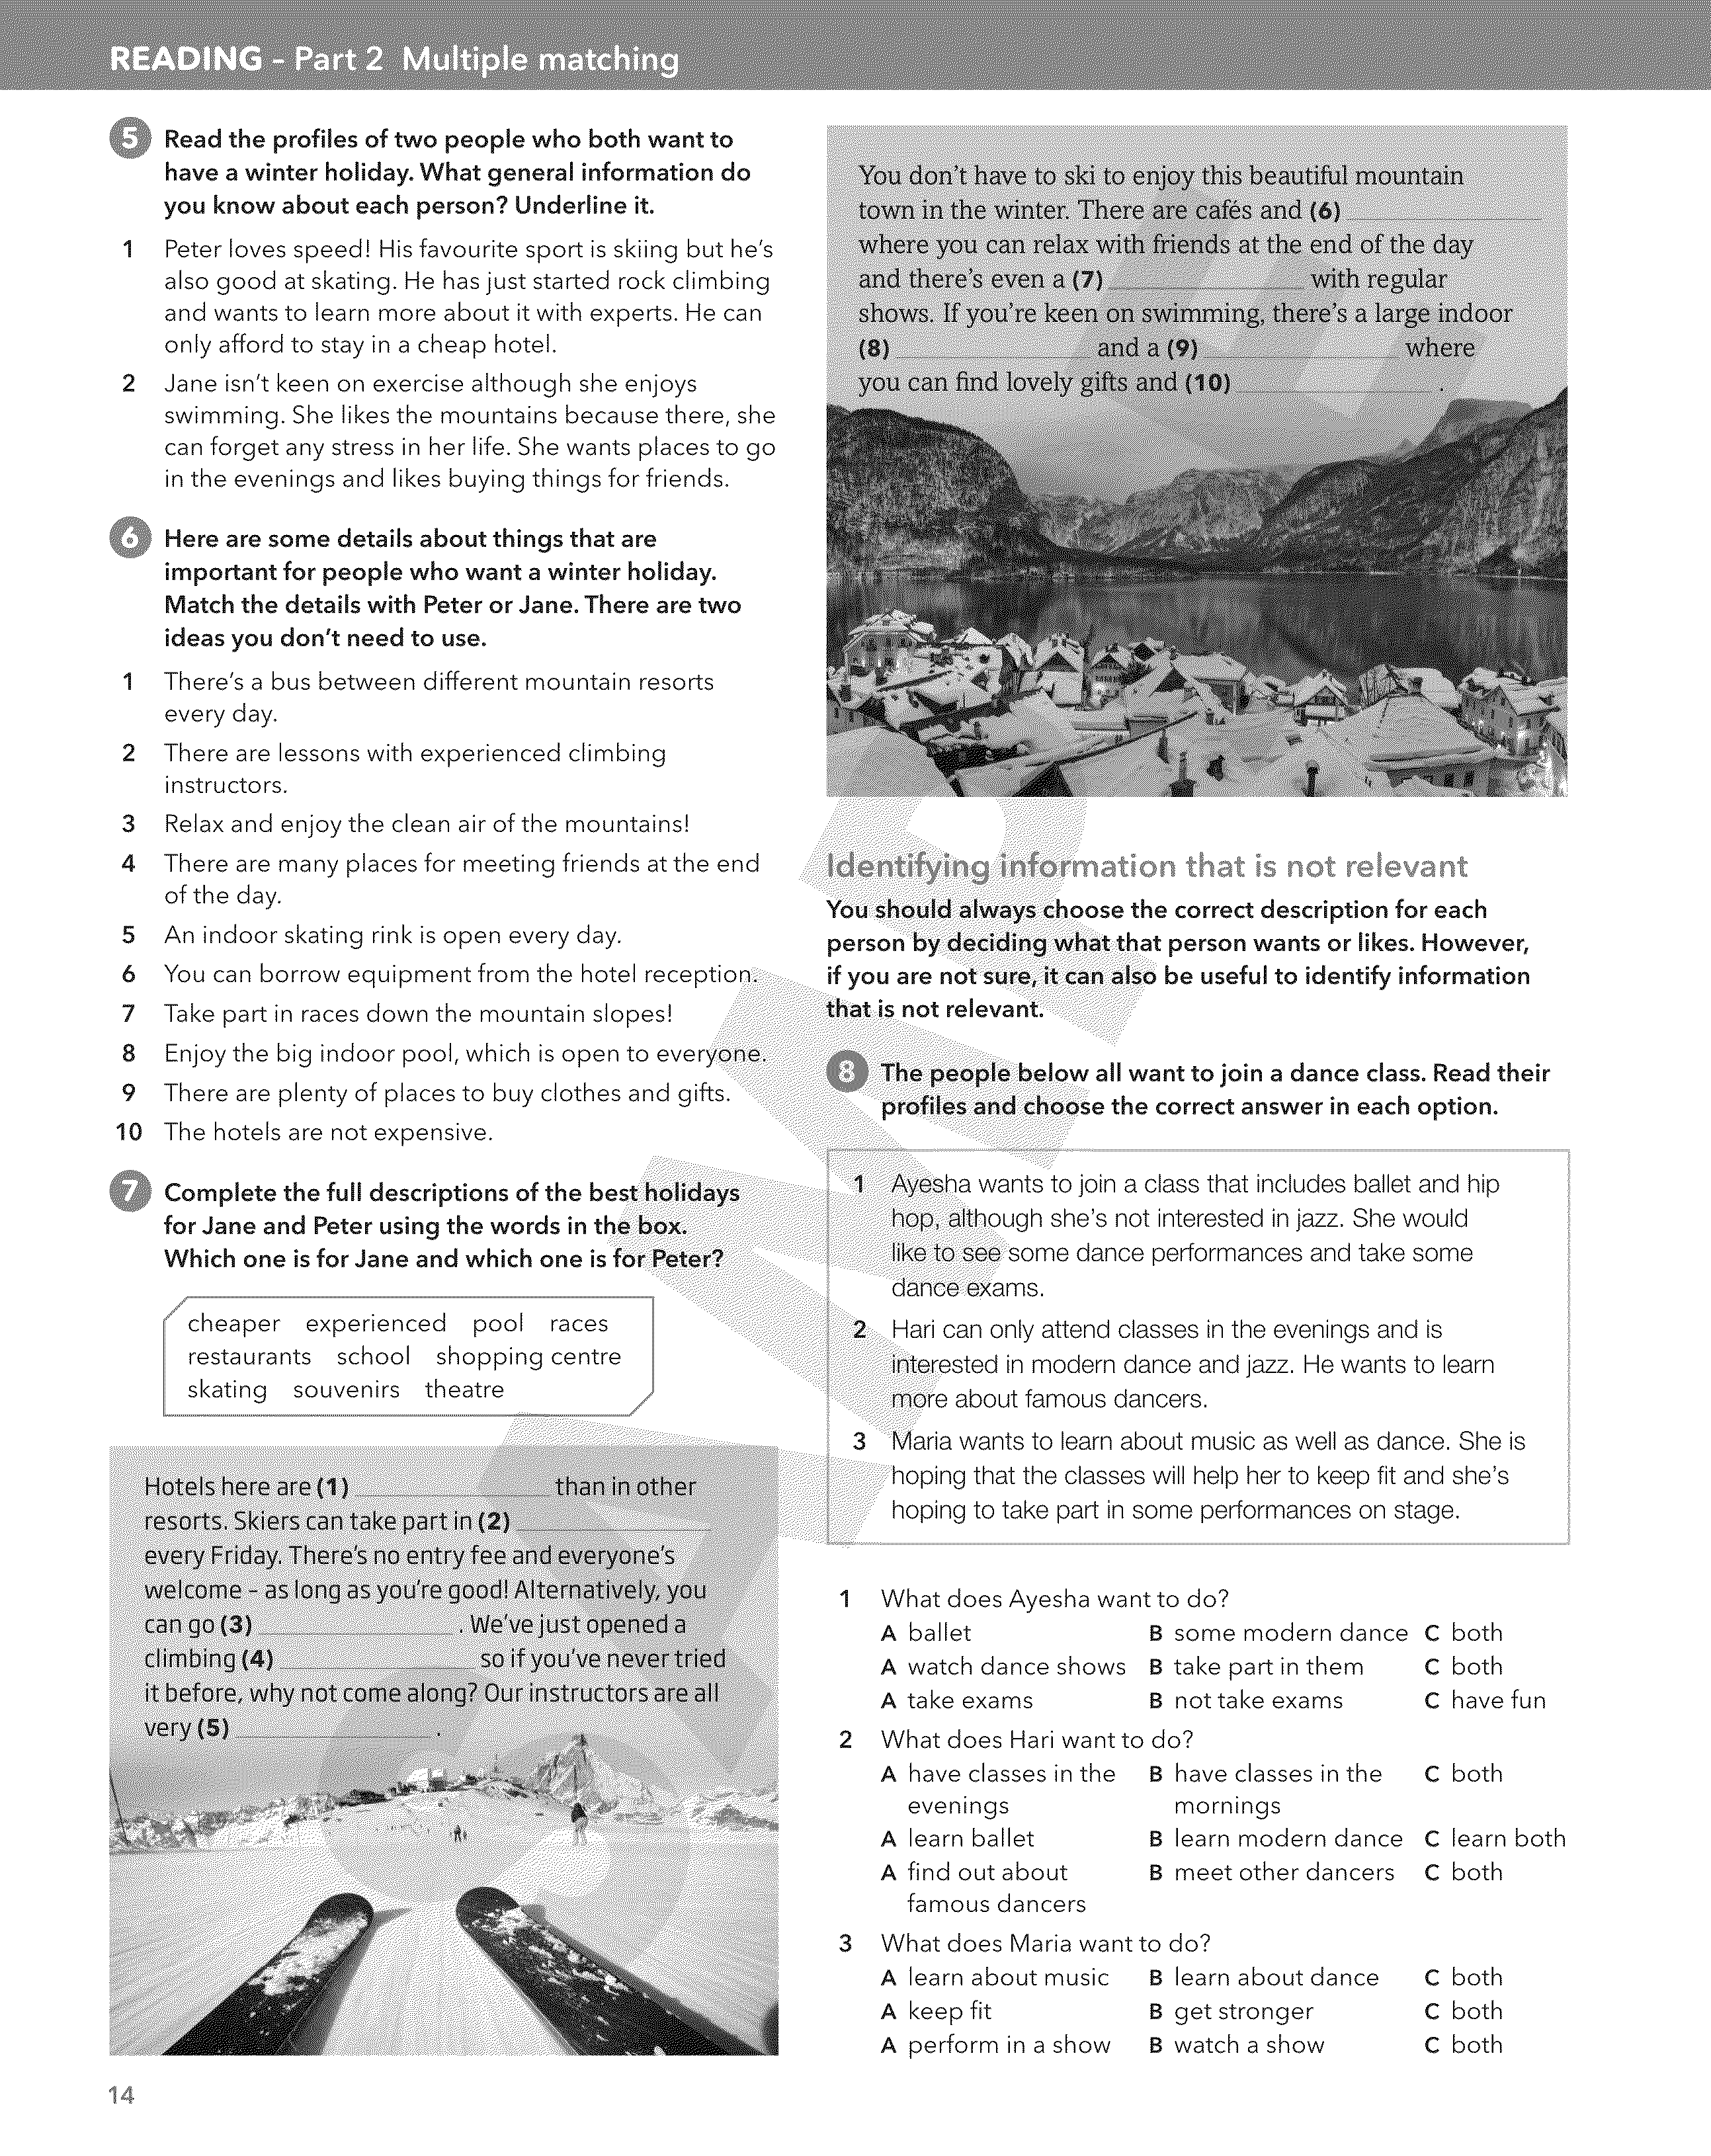 READING – Part 2 Multiple matching
5 Read the profiles of two people who both want to
have a winter holiday. What general information do
you know about each person? Underline it.
1 Peter loves speed! His favourite sport is skiing but he's
also good at skating. He has just started rock climbing
and wants to learn more about it with experts. He can
only afford to stay in a cheap hotel.
2 Jane isn't keen on exercise although she enjoys
swimming. She likes the mountains because there, she
can forget any stress in her life. She wants places to go
in the evenings and likes buying things for friends.
6 Here are some details about things that are
important for people who want a winter holiday.
Match the details with Peter or Jane. There are two
ideas you don't need to use.
1 There's a bus between different mountain resorts
every day.
2 There are lessons with experienced climbing
instructors.
3 Relax and enjoy the clean air of the mountains!
4 There are many places for meeting friends at the end
of the day.
5 An indoor skating rink is open every day.
6 You can borrow equipment from the hotel reception.
7 Take part in races down the mountain slopes!
8 Enjoy the big indoor pool, which is open to everyone.
9 There are plenty of places to buy clothes and gifts.
10 The hotels are not expensive.
7 Complete the full descriptions of the best holidays
for Jane and Peter using the words in the box.
Which one is for Jane and which one is for Peter?
cheaper experienced pool races
restaurants school shopping centre
skating souvenirs theatre
Hotels here are (1) than in other
resorts. Skiers can take part in (2)
every Friday. There's no entry fee and everyone's
welcome – as long as you're good! Alternatively, you
can go (3) . We've just opened a
climbing (4) so if you've never tried
it before, why not come along? Our instructors are all
very (5) .
You don't have to ski to enjoy this beautiful mountain
town in the winter. There are cafés and (6)
where you can relax with friends at the end of the day
and there's even a (7) with regular
shows. If you're keen on swimming, there's a large indoor
(8) and a (9) where
you can find lovely gifts and (10) .
Identifying information that is not relevant
You should always choose the correct description for each
person by deciding what that person wants or likes. However,
if you are not sure, it can also be useful to identify information
that is not relevant.
8 The people below all want to join a dance class. Read their
profiles and choose the correct answer in each option.
1 Ayesha wants to join a class that includes ballet and hip
hop, although she's not interested in jazz. She would
like to see some dance performances and take some
dance exams.
2 Hari can only attend classes in the evenings and is
interested in modern dance and jazz. He wants to learn
more about famous dancers.
3 Maria wants to learn about music as well as dance. She is
hoping that the classes will help her to keep fit and she's
hoping to take part in some performances on stage.
1 What does Ayesha want to do?
A ballet B some modern dance C both
A watch dance shows B take part in them C both
A take exams B not take exams C have fun
2 What does Hari want to do?
A have classes in the B have classes in the C both
evenings mornings
A learn ballet B learn modern dance C learn both
A find out about B meet other dancers C both
famous dancers
3 What does Maria want to do?
A learn about music B learn about dance C both
A keep fit B get stronger C both
A perform in a show B watch a show C both
14
SAMPLE